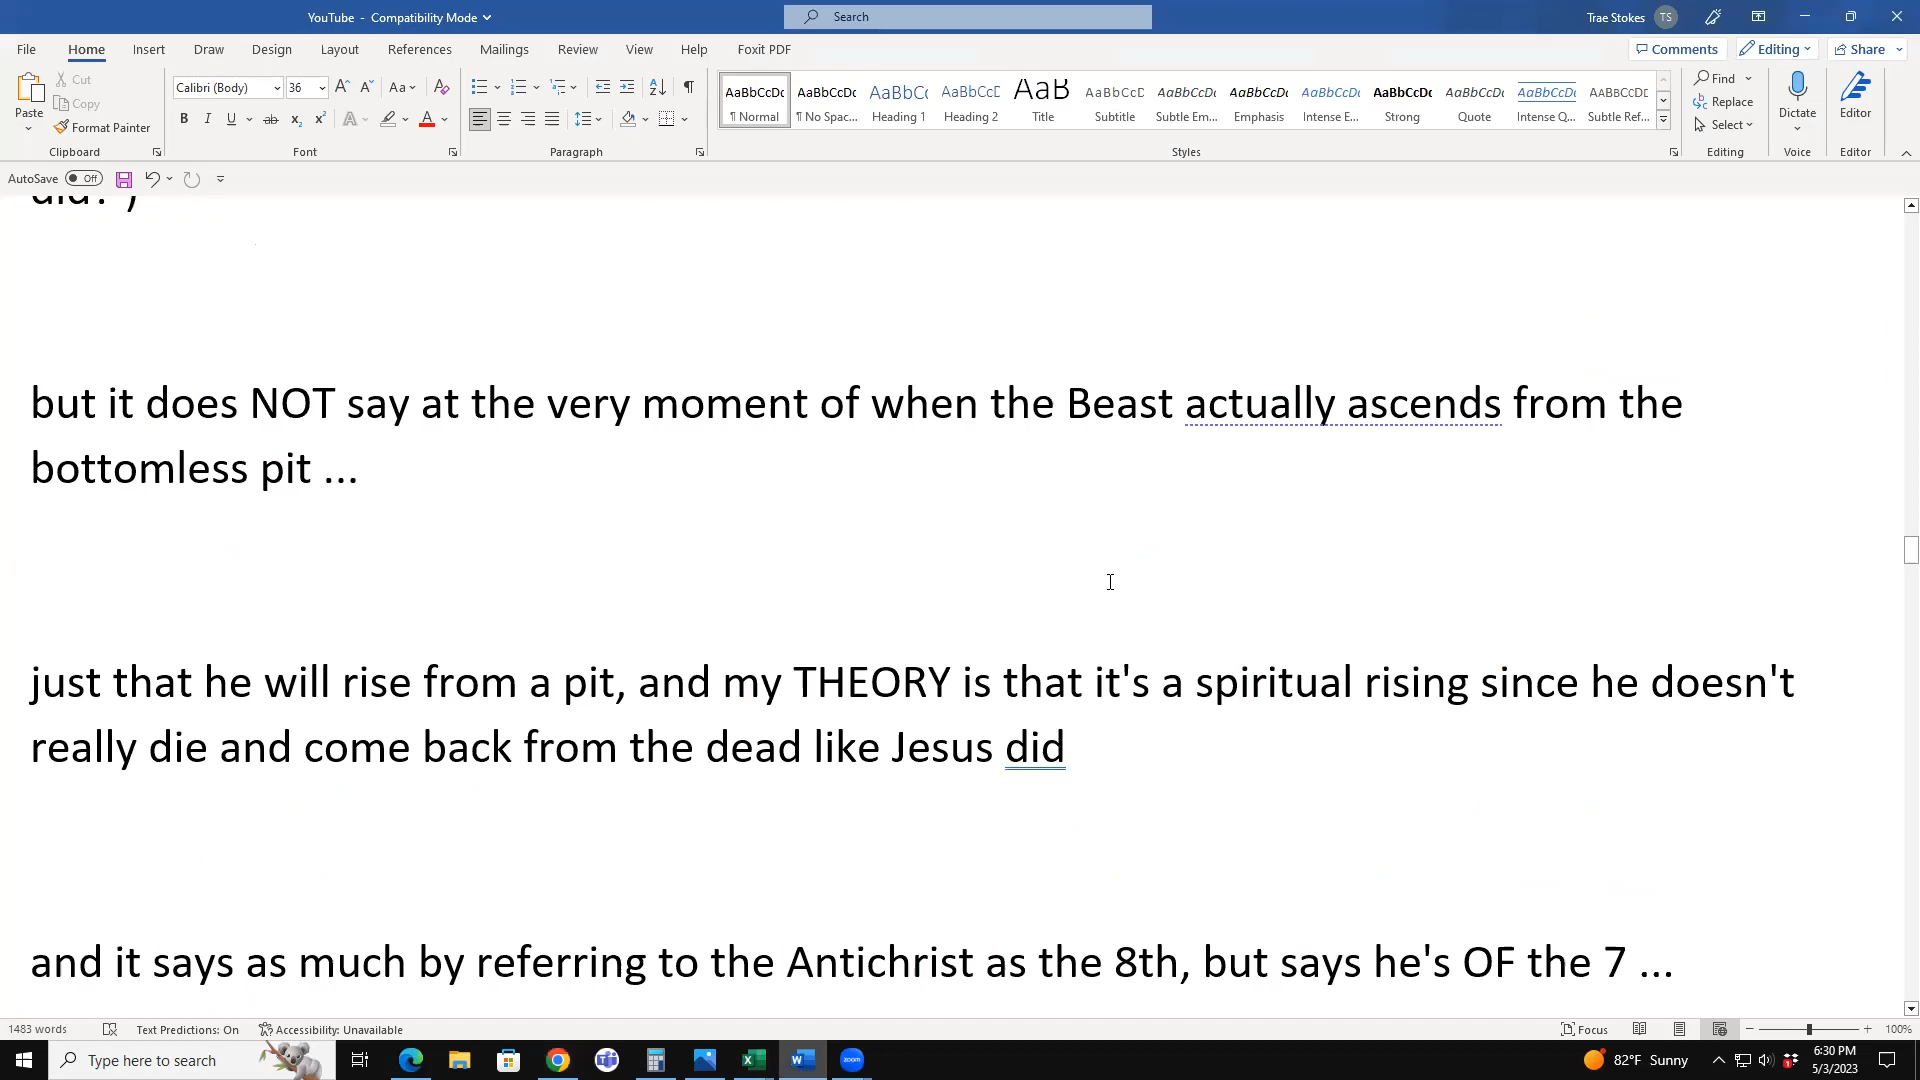 YouTube - Compatibility Mode
Search
Trae Stokes
TS
File Home Insert Draw Design Layout References Mailings Review View Help Foxit PDF
Comments
Editing
Share
Paste
Cut
Copy
Format Painter
Clipboard
Calibri (Body)
36
Font
Paragraph
AaBbCcDc
¶ Normal
AaBbCcDc
¶ No Spac...
AaBbCc
Heading 1
AaBbCcD
Heading 2
AaB
Title
AaBbCcD
Subtitle
AaBbCcDc
Subtle Em...
AaBbCcDc
Emphasis
AaBbCcDc
Intense E...
AaBbCcDc
Strong
AaBbCcDc
Quote
AaBbCcDc
Intense Q...
AABBCCDE
Subtle Ref...
Styles
Find
Replace
Select
Editing
Dictate
Voice
Editor
Editor
AutoSave Off
did? )
but it does NOT say at the very moment of when the Beast actually ascends from the
bottomless pit ...
just that he will rise from a pit, and my THEORY is that it's a spiritual rising since he doesn't
really die and come back from the dead like Jesus did
and it says as much by referring to the Antichrist as the 8th, but says he's OF the 7 ...
1483 words
Text Predictions: On
Accessibility: Unavailable
Focus
100%
Type here to search
zoom
82°F Sunny
6:30 PM
5/3/2023